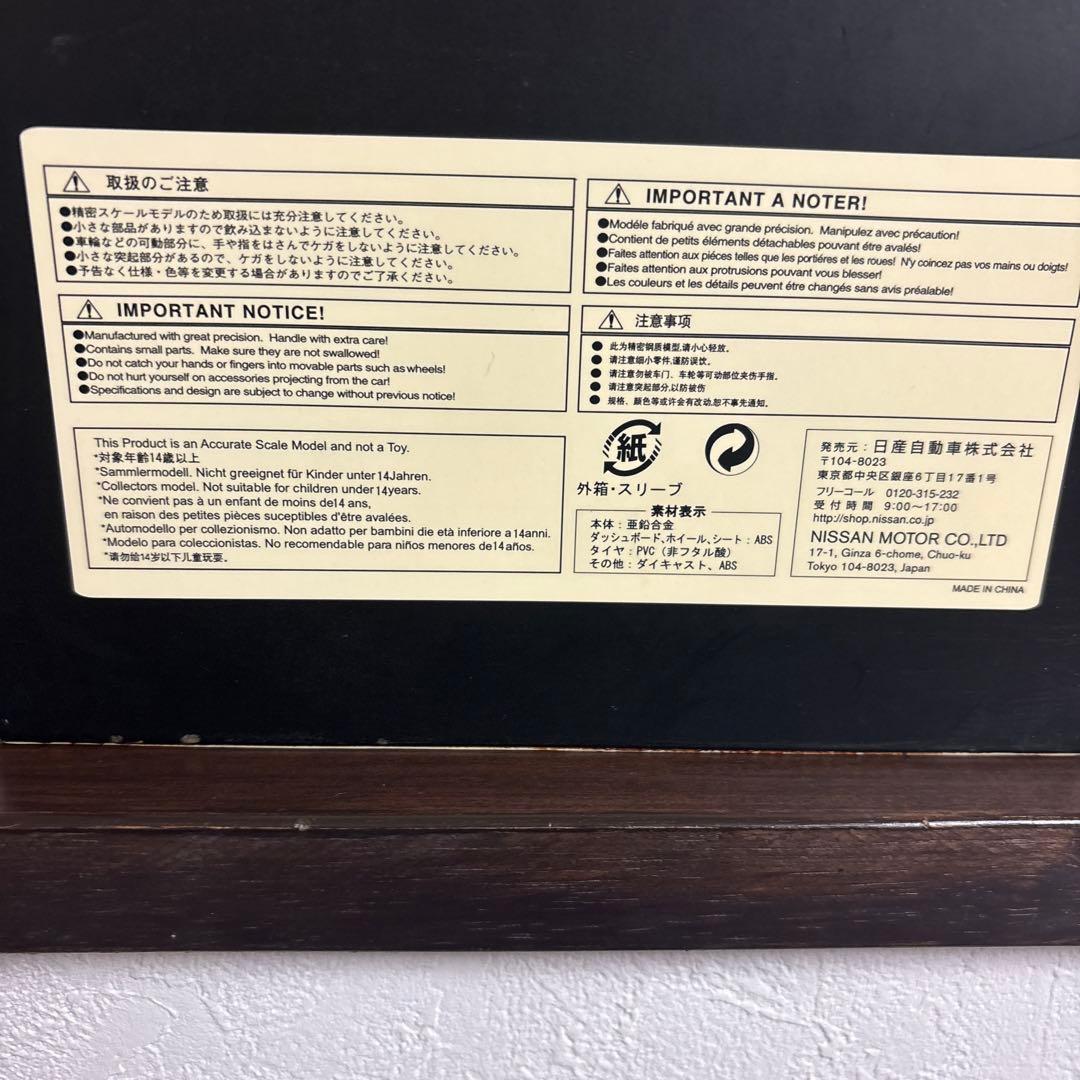 取扱のご注意
●精密スケールモデルのため取扱には充分注意してください。
●小さな部品がありますので飲み込まないように注意してください。
●車輪などの可動部分に、手や指をはさんでケガをしないように注意してください。
●小さな突起部分があるので、ケガをしないように注意してください。
●予告なく仕様・色等を変更する場合がありますのでご了承ください。
IMPORTANT NOTICE!
●Manufactured with great precision. Handle with extra care!
●Contains small parts. Make sure they are not swallowed!
●Do not catch your hands or fingers into movable parts such as wheels!
●Do not hurt yourself on accessories projecting from the car!
●Specifications and design are subject to change without previous notice!
This Product is an Accurate Scale Model and not a Toy.
*対象年齢14歳以上
*Sammlermodell. Nicht greeignet für Kinder unter 14Jahren.
*Collectors model. Not suitable for children under 14years.
*Ne convient pas à un enfant de moins de14 ans,
en raison des petites pièces suceptibles d'être avalées.
*Automodello per collezionismo. Non adatto per bambini die età inferiore a 14anni.
*Modelo para coleccionistas. No recomendable para niños menores de14años.
*请勿给14岁以下儿童玩耍。
IMPORTANT A NOTER!
●Modéle fabriqué avec grande précision. Manipulez avec précaution!
●Contient de petits éléments détachables pouvant étre avalés!
●Faites attention aux piéces telles que les portiéres et les roues! N'y coincez pas vos mains ou doigts!
●Faites attention aux protrusions pouvant vous blesser!
●Les couleurs et les détails peuvent étre changés sans avis préalable!
注意事项
● 此为精密钢质模型,请小心轻放。
● 请注意细小零件,谨防误饮。
● 请注意勿被车门、车轮等可动部位夹伤手指。
● 请注意突起部分,以防被伤
● 规格、颜色等或许会有改动,恕不事先通知。
紙
外箱・スリーブ
素材表示
本体：亜鉛合金
ダッシュボード、ホイール、シート：ABS
タイヤ：PVC（非フタル酸）
その他：ダイキャスト、ABS
発売元：日産自動車株式会社
〒104-8023
東京都中央区銀座6丁目17番1号
フリーコール 0120-315-232
受付時間 9:00〜17:00
http://shop.nissan.co.jp
NISSAN MOTOR CO.,LTD
17-1, Ginza 6-chome, Chuo-ku
Tokyo 104-8023, Japan
MADE IN CHINA